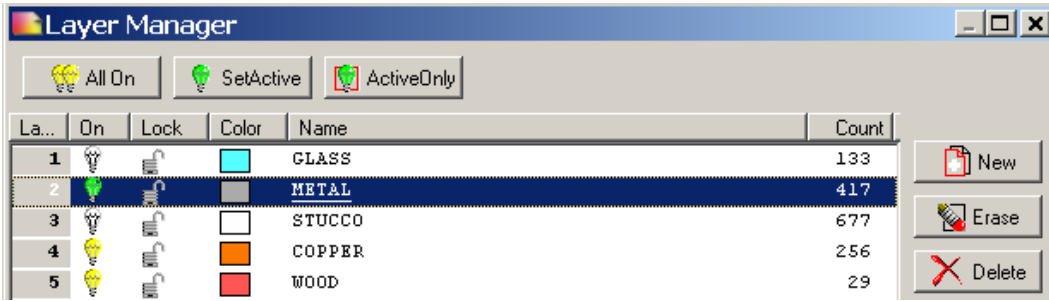 Layer Manager
All On SetActive ActiveOnly
La... On Lock Color Name Count
1 GLASS 133 New
2 METAL 417
3 STUCCO 677 Erase
4 COPPER 256
5 WOOD 29 Delete